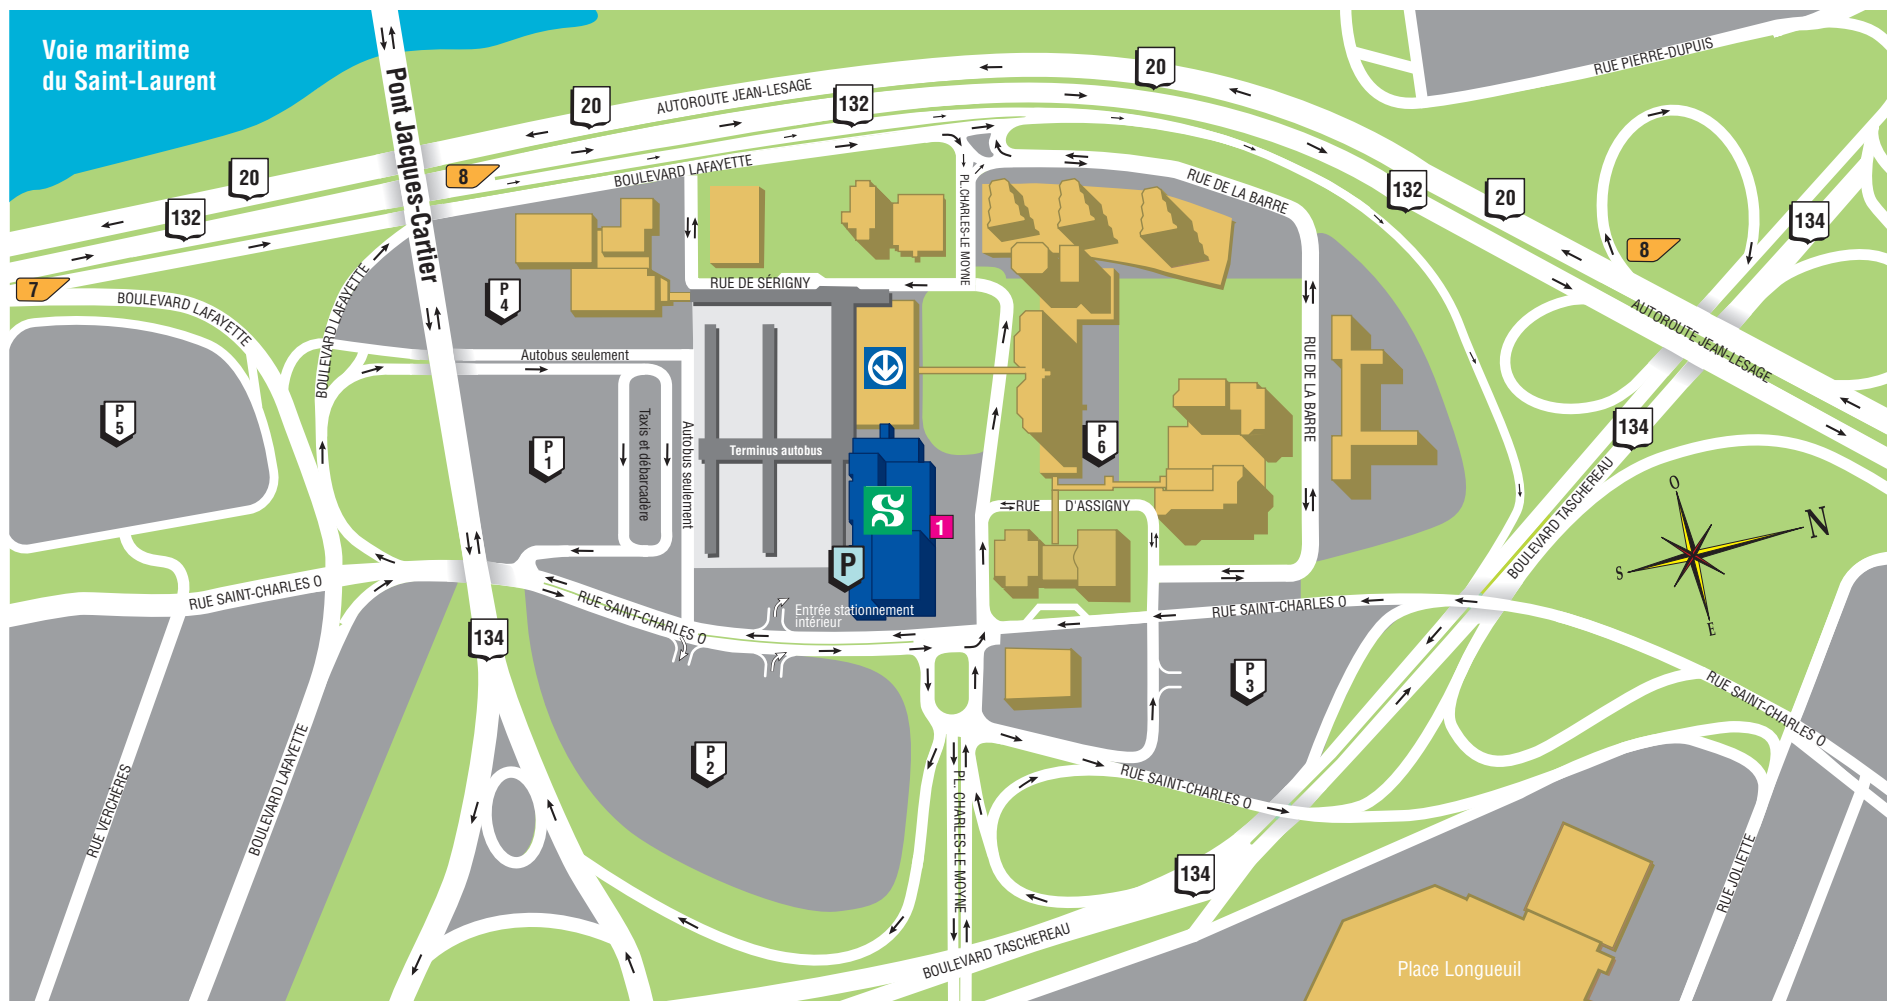 Voie maritime
du Saint-Laurent
Pont Jacques-Cartier
20
132
20
132
20
132
20
134
134
134
134
AUTOROUTE JEAN-LESAGE
BOULEVARD LAFAYETTE
8
7
8
RUE PIERRE-DUPUIS
PL. CHARLES-LE MOYNE
RUE DE LA BARRE
RUE DE LA BARRE
AUTOROUTE JEAN-LESAGE
BOULEVARD LAFAYETTE
BOULEVARD LAFAYETTE
RUE DE SÉRIGNY
P
4
P
5
P
1
P
6
P
3
P
2
Autobus seulement
Taxis et débarcadère
Autobus seulement
Terminus autobus
S
1
P
RUE D'ASSIGNY
BOULEVARD TASCHEREAU
O
N
S
E
RUE SAINT-CHARLES O
RUE SAINT-CHARLES O
Entrée stationnement
intérieur
RUE SAINT-CHARLES O
RUE SAINT-CHARLES O
RUE SAINT-CHARLES O
RUE VERCHÈRES
BOULEVARD LAFAYETTE
PL. CHARLES-LE MOYNE
BOULEVARD TASCHEREAU
RUE JOLIETTE
Place Longueuil